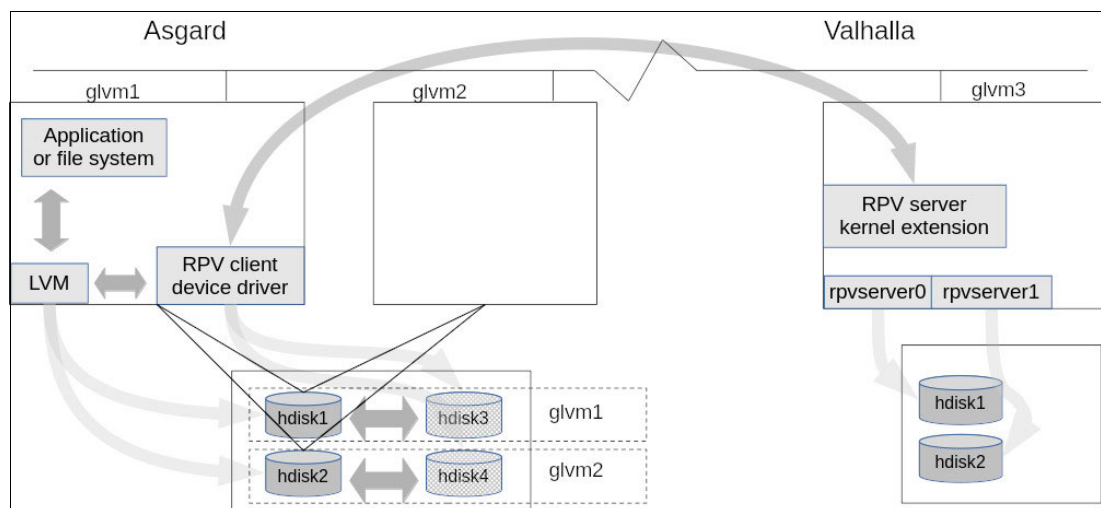 Asgard
Valhalla
glvm1
glvm2
glvm3
Application
or file system
RPV server
kernel extension
LVM
RPV client
device driver
rpvserver0
rpvserver1
hdisk1
hdisk3
glvm1
hdisk2
hdisk4
glvm2
hdisk1
hdisk2